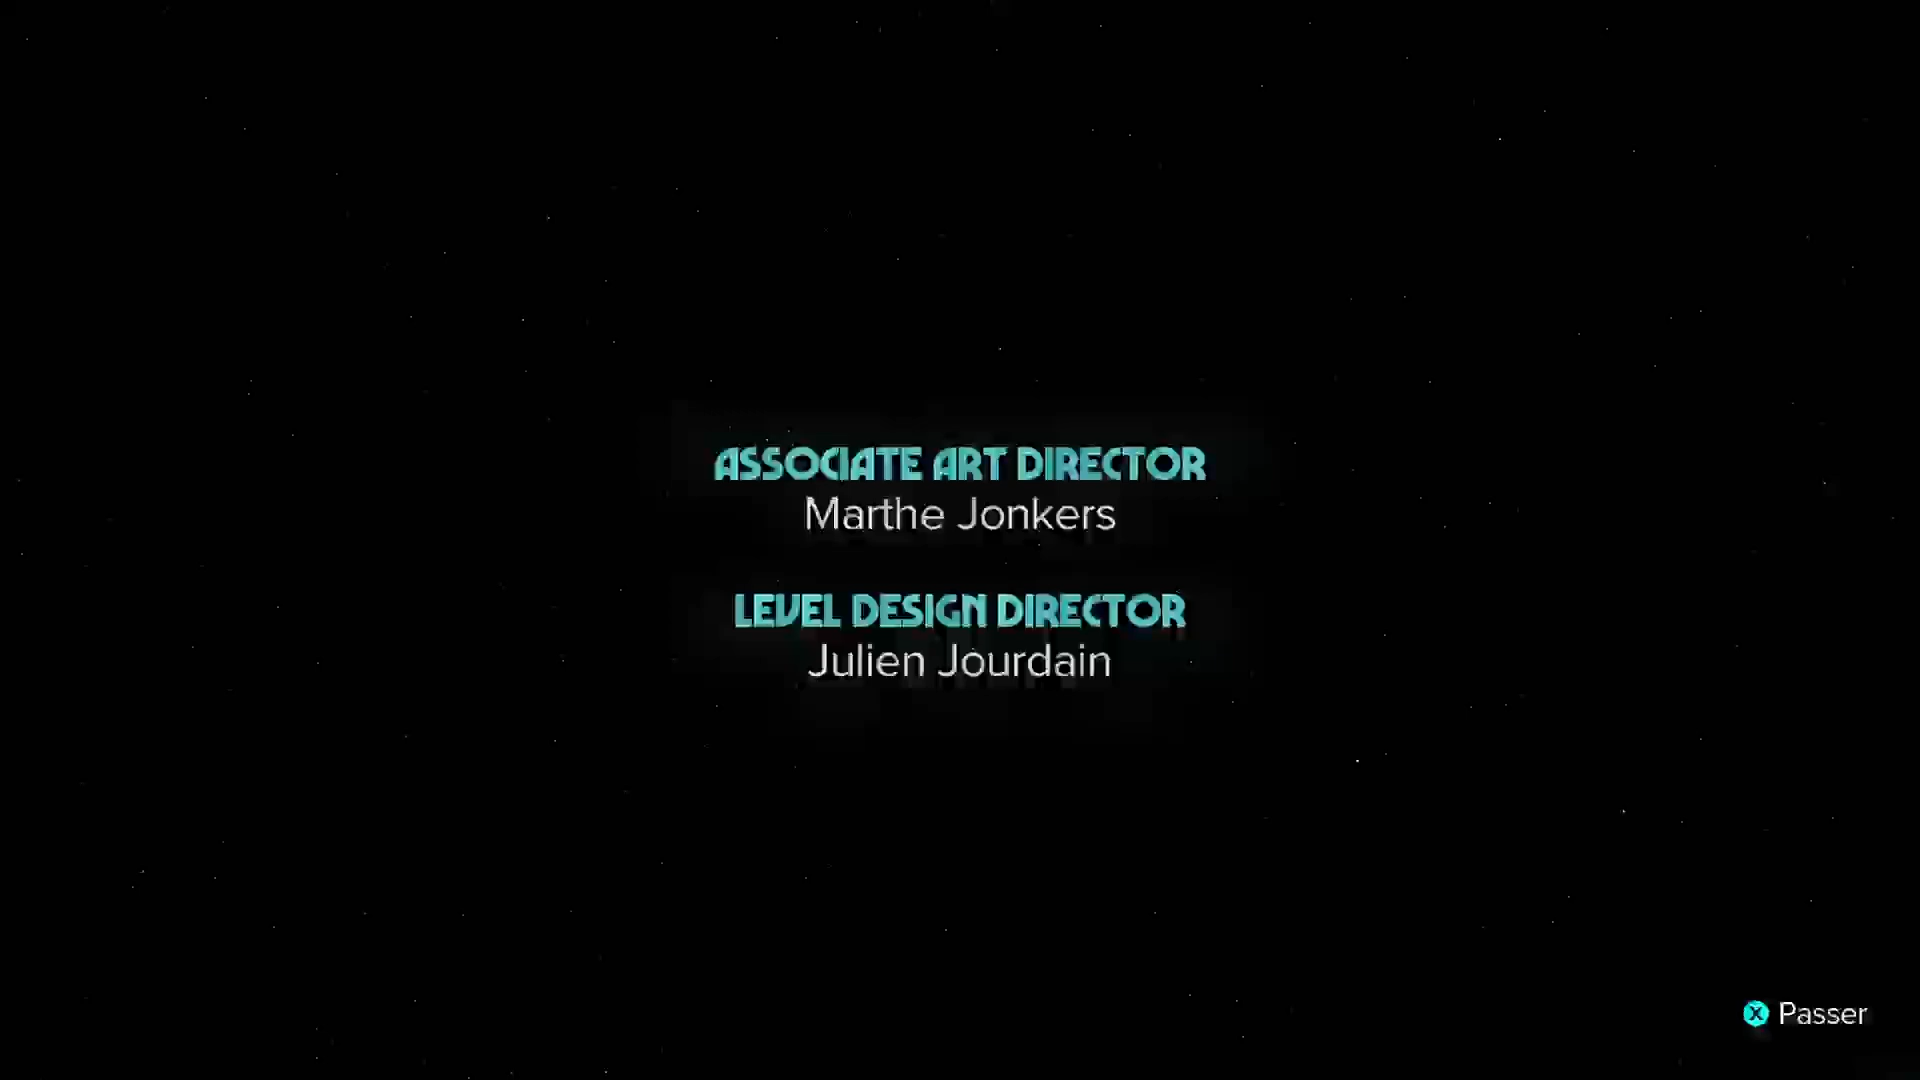 ASSOCIATE ART DIRECTOR
Marthe Jonkers
LEVEL DESIGN DIRECTOR
Julien Jourdain
X Passer